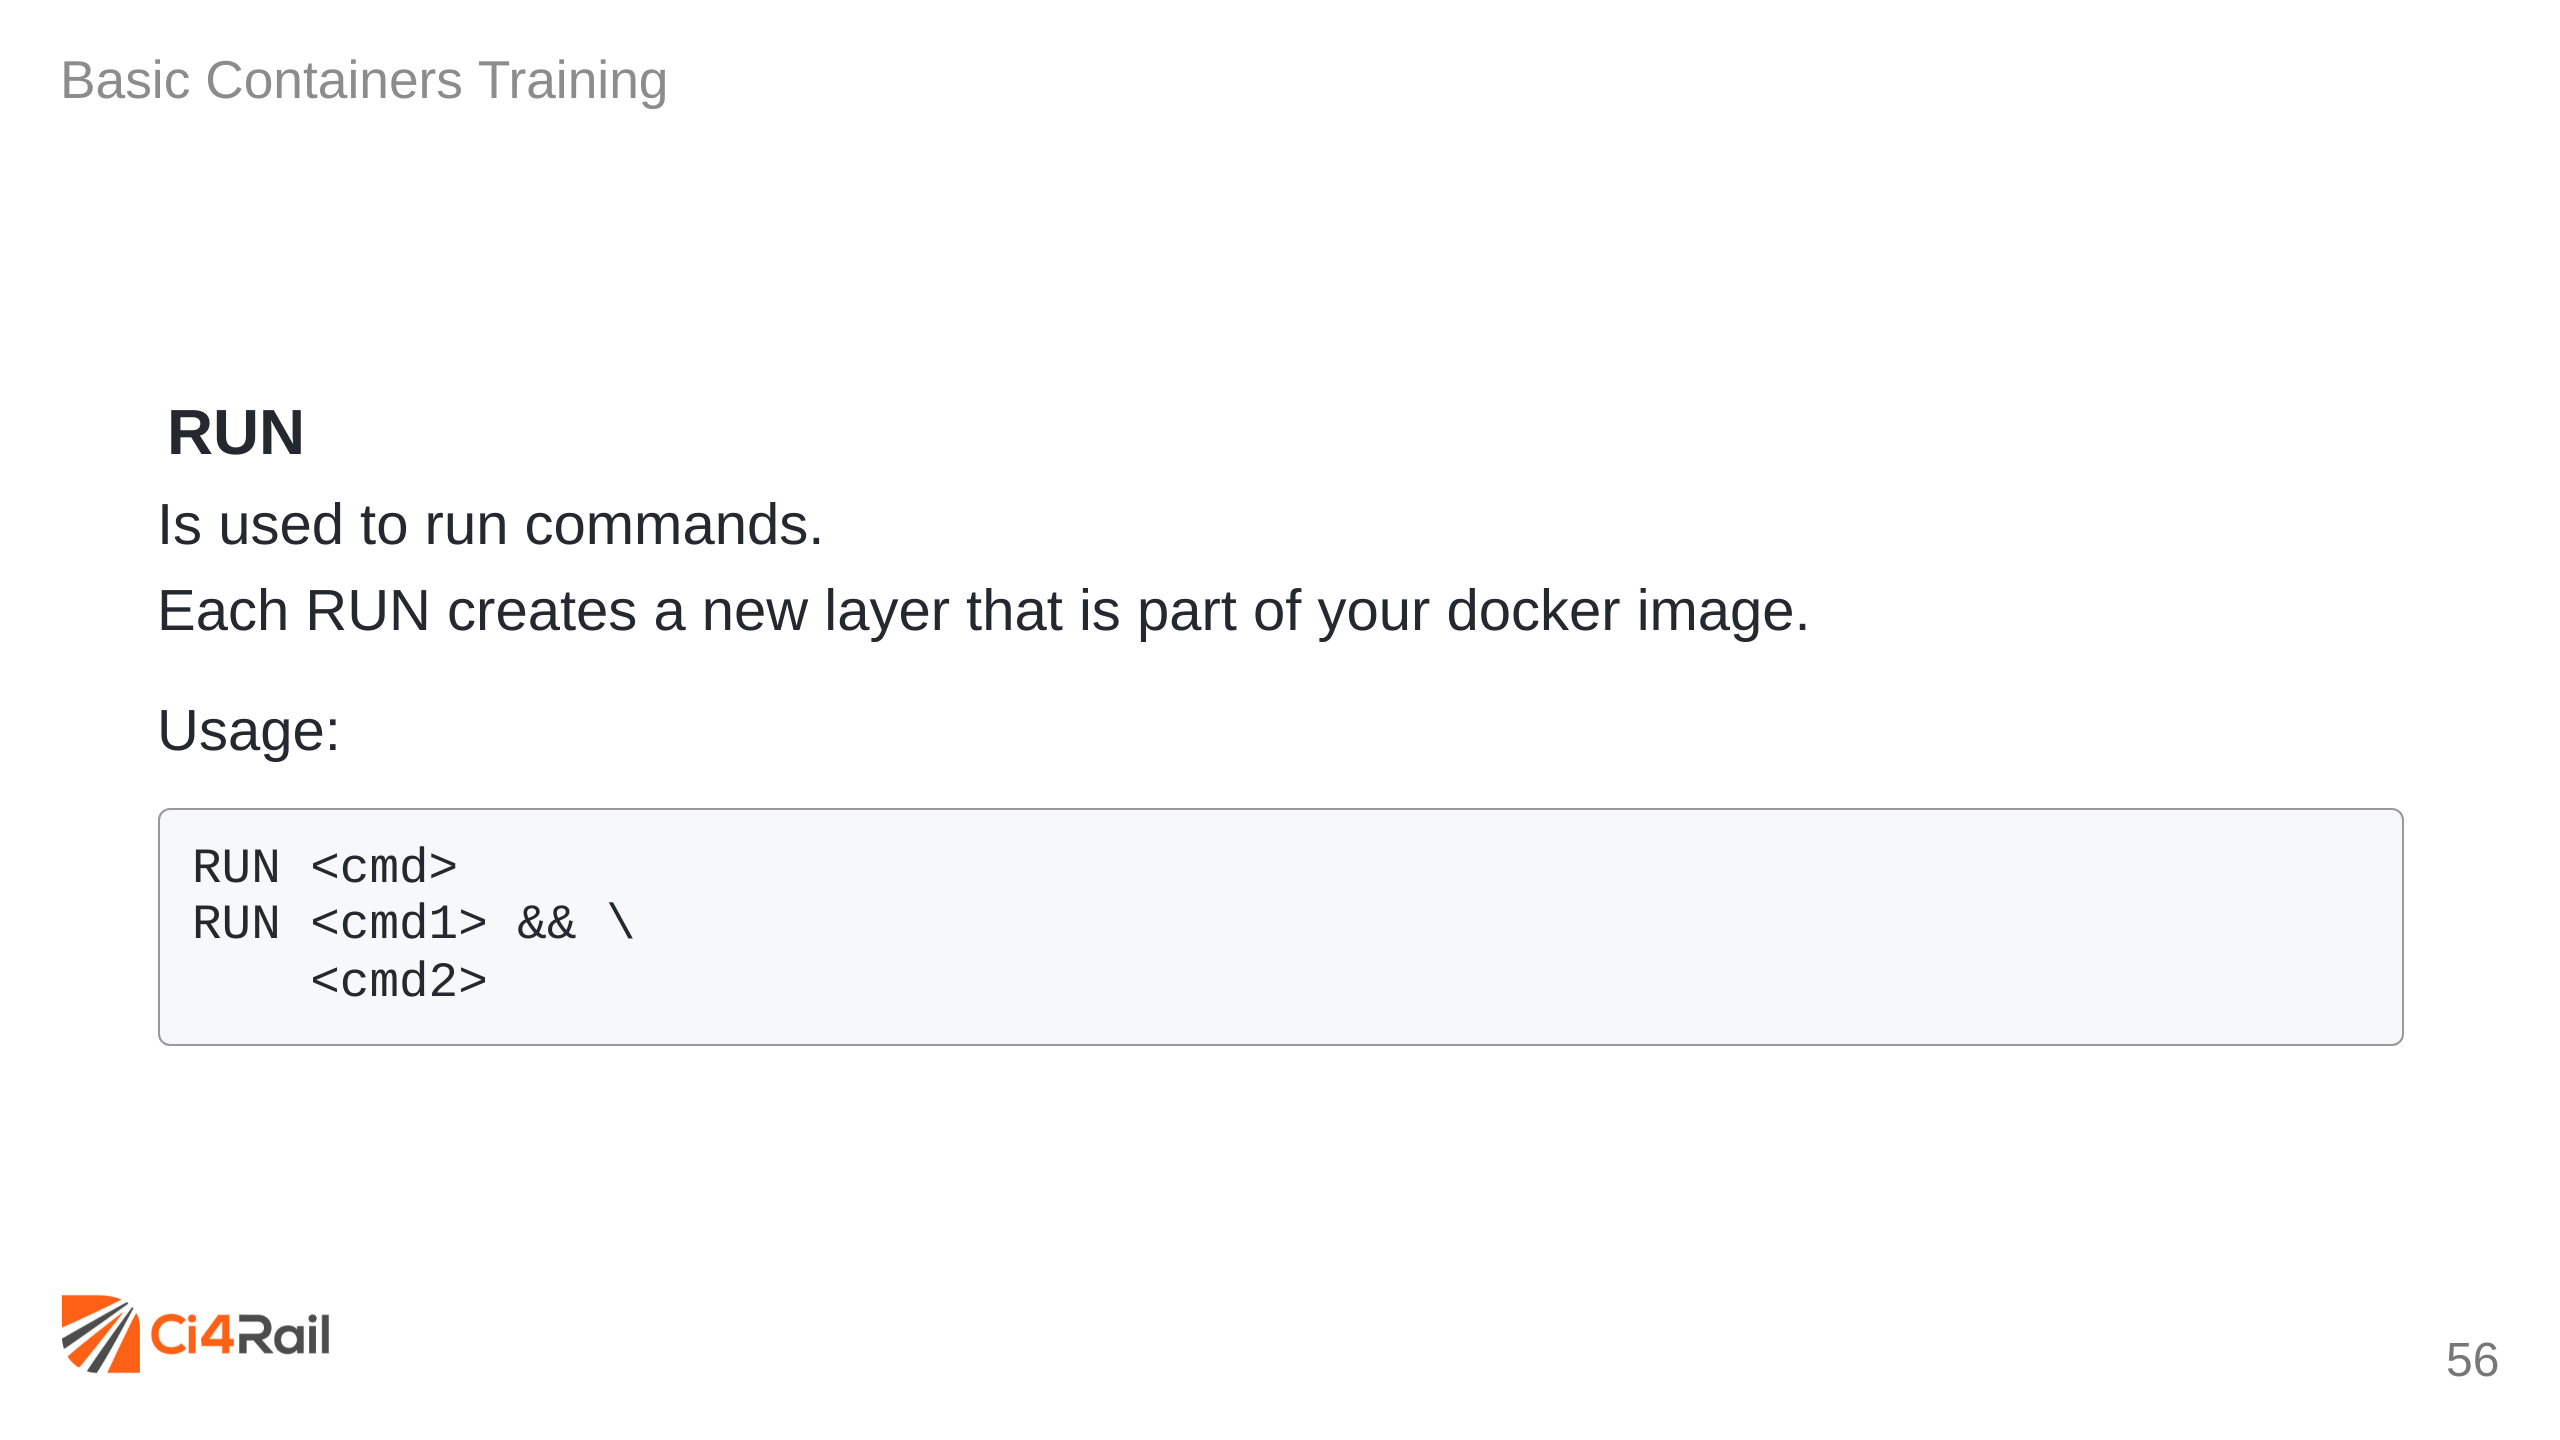 Basic Containers Training
RUN
Is used to run commands.
Each RUN creates a new layer that is part of your docker image.
Usage:
RUN <cmd>
RUN <cmd1> && \
    <cmd2>
Ci4Rail
56